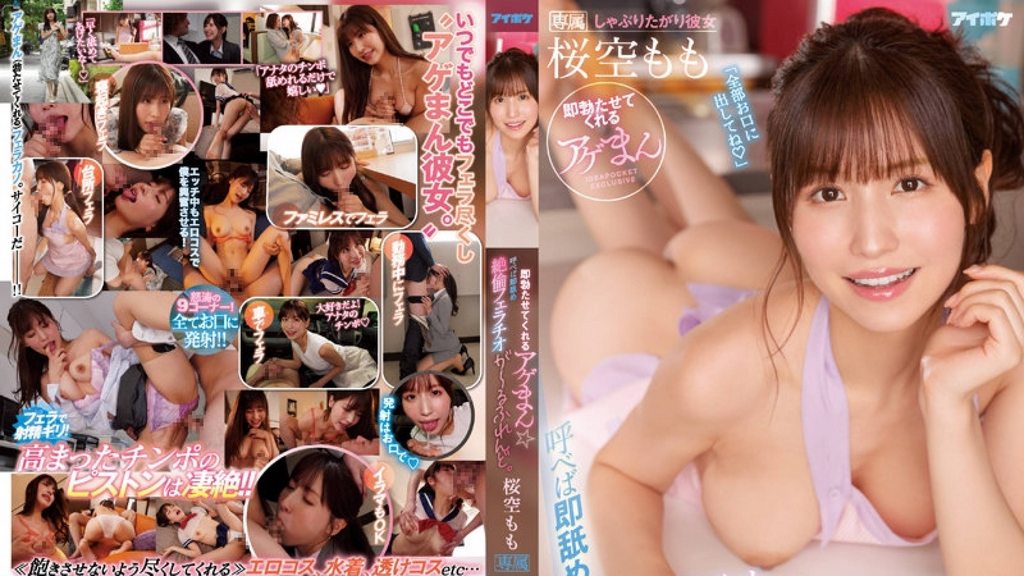 アイポケ
専属
しゃぶりたがり彼女
桜空もも
即勃たせて
くれる
アゲまん
IDEAPOCKET
EXCLUSIVE
「全部お口に
出してね♡」
呼べば即舐め
アイポケ
即勃たせてくれる
アゲまん☆
呼べば即舐め
絶倒フェラチオ
が〜るふれんど。
桜空もも
専属
いつでもどこでもフェラ尽くし
“アゲまん彼女。”
「アナタのチンポ
舐めれるだけで
嬉しい♡」
ファミレスでフェラ
エッチ中もエロコスで
僕を興奮させる!
移動中にフェラ
怒涛の
9コーナー!
全てお口に
発射!!
車でフェラ
大好きだよ!
アナタの
チンポ♡
発射はお口で♡
フェラで
射精ギリ!
高まったチンポの
ピストンは凄絶!!
イラマもOK
≪飽きさせないよう尽くしてくれる≫エロコス、水着、透けコスetc…